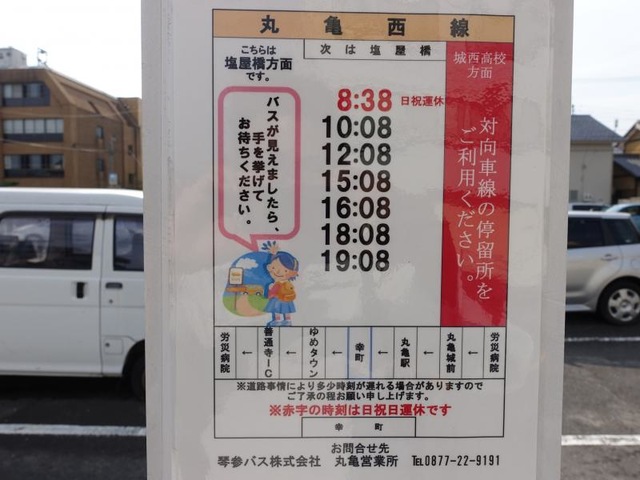 丸亀西線
こちらは
塩屋橋方面
です。
次は塩屋橋
城西高校
方面
8:38 日祝運休
10:08
12:08
15:08
16:08
18:08
19:08
バスが見えましたら、
手を挙げて
お待ちください。
対向車線の停留所を
ご利用ください。
労災病院 ← 善通寺IC ← ゆめタウン ← 幸町 ← 丸亀駅 ← 丸亀城前 ← 労災病院
※道路事情により多少時刻が遅れる場合がありますので
ご了承の程お願い申し上げます。
※赤字の時刻は日祝日運休です
幸町
お問合せ先
琴参バス株式会社 丸亀営業所 ℡0877-22-9191